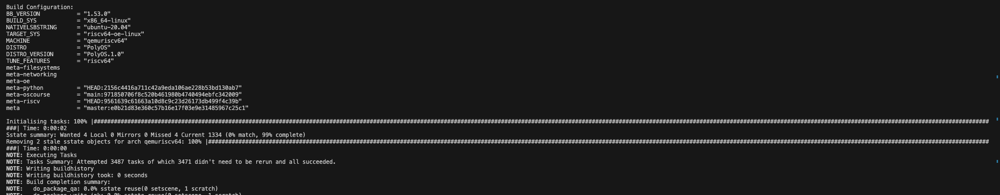 Build Configuration:
BB_VERSION           = "1.53.0"
BUILD_SYS            = "x86_64-linux"
NATIVELSBSTRING      = "ubuntu-20.04"
TARGET_SYS           = "riscv64-oe-linux"
MACHINE              = "qemuriscv64"
DISTRO               = "PolyOS"
DISTRO_VERSION       = "PolyOS.1.0"
TUNE_FEATURES        = "riscv64"
meta-filesystems
meta-networking
meta-oe
meta-python          = "HEAD:2156c4416a711c42a9eda106ae228b53bd130ab7"
meta-oscourse        = "main:971850706f8c520b461980b4740494ebfc342009"
meta-riscv           = "HEAD:9561639c61663a10d8c9c23d26173db499f4c39b"
meta                 = "master:e0b21d83e360c57b16e17f03e9e31485967c25c1"
Initialising tasks: 100% |##########################################################################################################################################################################################################################################################################
###| Time: 0:00:02
Sstate summary: Wanted 4 Local 0 Mirrors 0 Missed 4 Current 1334 (0% match, 99% complete)
Removing 2 stale sstate objects for arch qemuriscv64: 100% |########################################################################################################################################################################################################################################
###| Time: 0:00:00
NOTE: Executing Tasks
NOTE: Tasks Summary: Attempted 3487 tasks of which 3471 didn't need to be rerun and all succeeded.
NOTE: Writing buildhistory
NOTE: Writing buildhistory took: 0 seconds
NOTE: Build completion summary:
NOTE:   do_package_qa: 0.0% sstate reuse(0 setscene, 1 scratch)
NOTE:   do_package_write_ipk: 0.0% sstate reuse(0 setscene, 1 scratch)